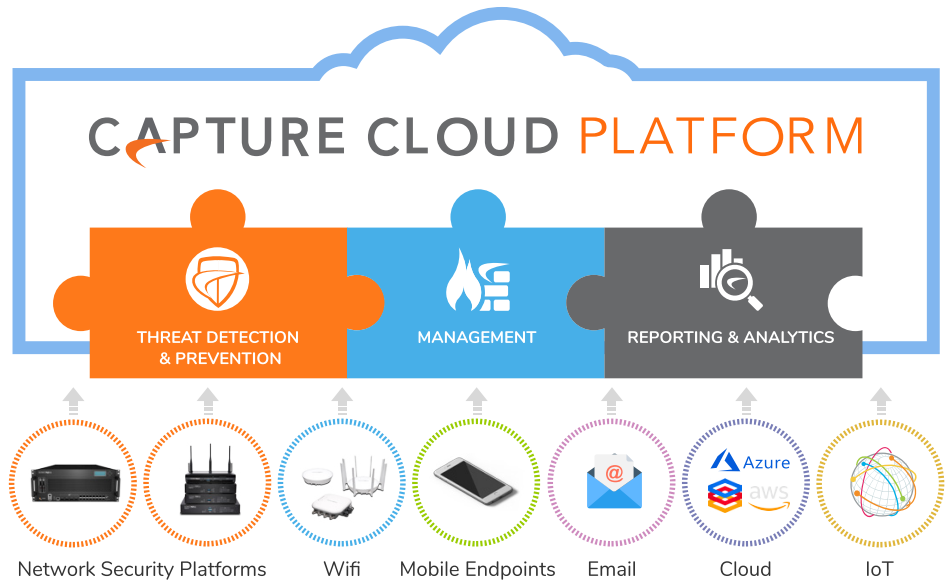 CAPTURE CLOUD PLATFORM
THREAT DETECTION
& PREVENTION
MANAGEMENT
REPORTING & ANALYTICS
@
Azure
aws
Network Security Platforms
Wifi
Mobile Endpoints
Email
Cloud
IoT